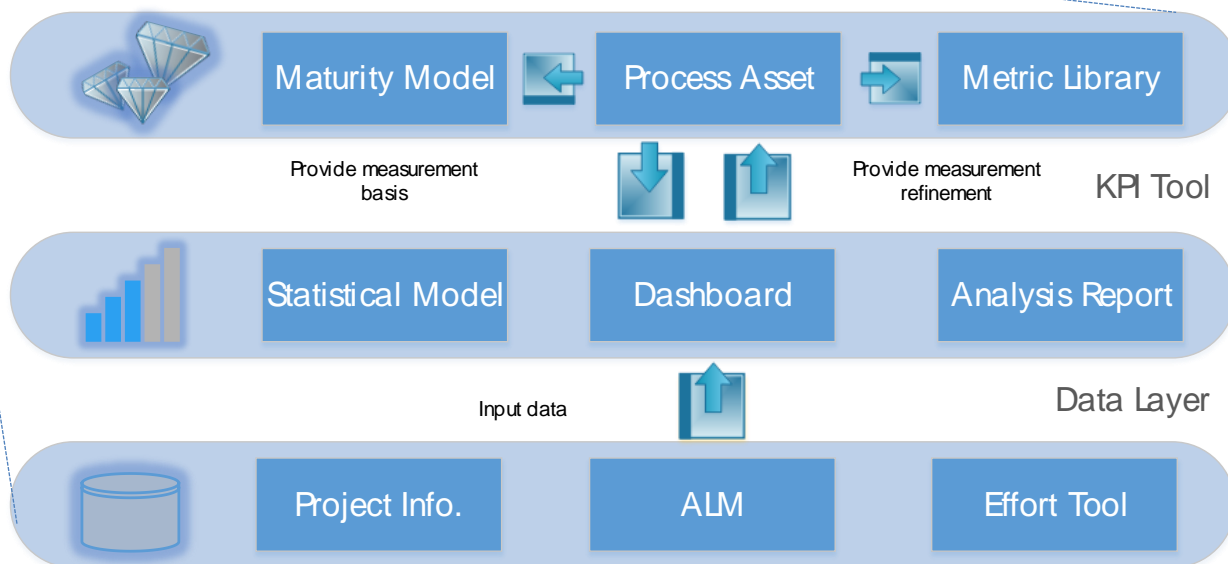 Maturity Model
Process Asset
Metric Library
Provide measurement
basis
Provide measurement
refinement
KPI Tool
Statistical Model
Dashboard
Analysis Report
Input data
Data Layer
Project Info.
ALM
Effort Tool